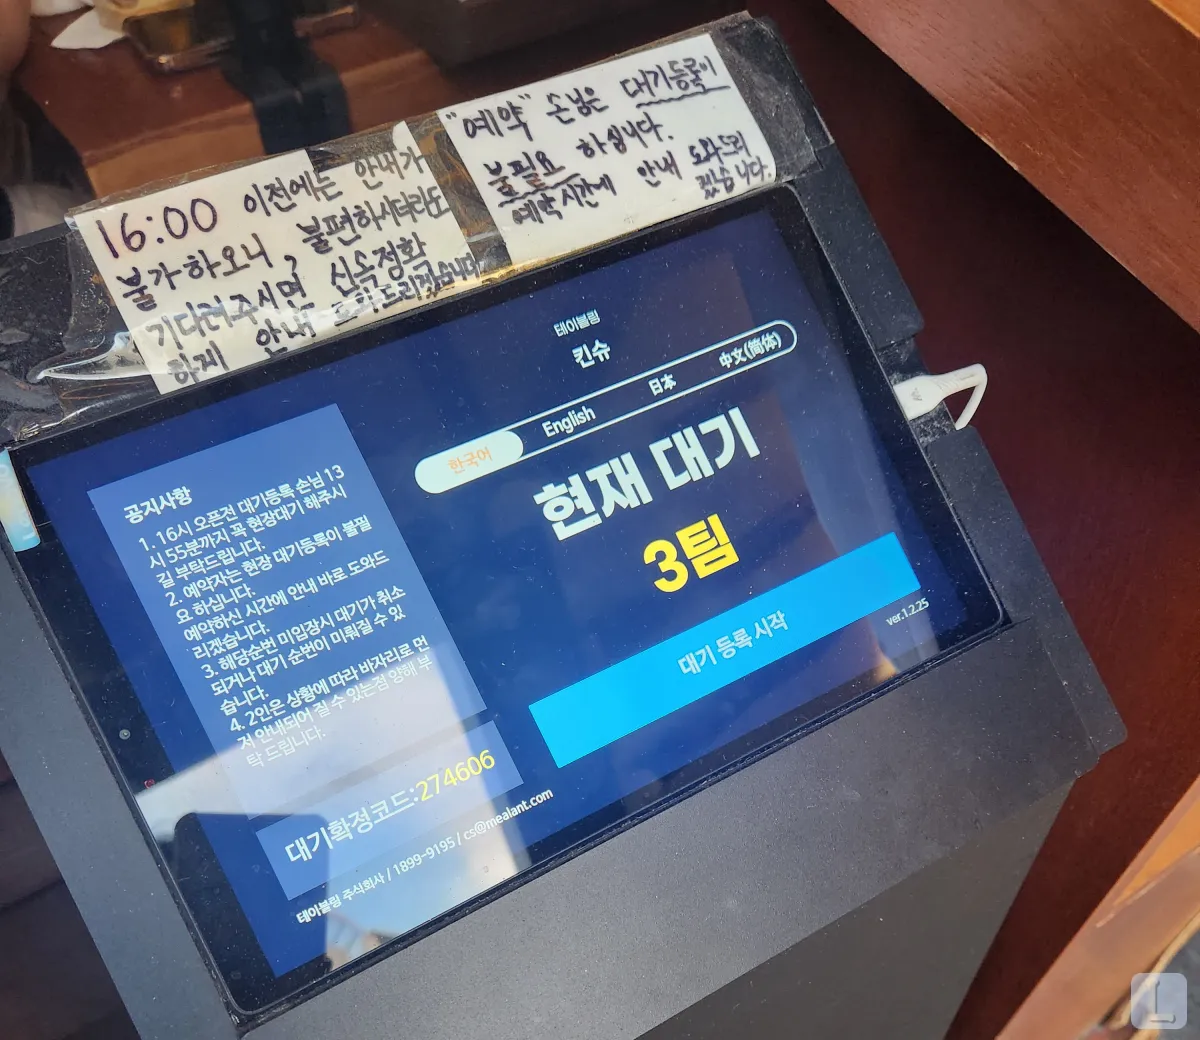 16:00 이전에는 안내가
불가하오니, 불편하시더라도
기다려주시면 신속정확
하게 안내 도와드리겠습니다.
"예약" 손님은 대기등록이
불필요 하십니다.
예약시간에 안내 도와드리
겠습니다.
테이블링
킨슈
한국어 English 日本 中文(简体)
현재 대기
3팀
대기 등록 시작
ver.1.2.25
공지사항
1. 16시 오픈전 대기등록 손님 13
시 55분까지 꼭 현장대기 해주시
길 부탁드립니다.
2. 예약자는 현장 대기등록이 불필
요 하십니다.
예약하신 시간에 안내 바로 도와드
리겠습니다.
3. 해당순번 미입장시 대기가 취소
되거나 대기 순번이 미뤄질 수 있
습니다.
4. 2인은 상황에 따라 바자리로 먼
저 안내되어 질 수 있는점 양해 부
탁 드립니다.
대기확정코드:274606
테이블링 주식회사 / 1899-9195 / cs@mealant.com
L